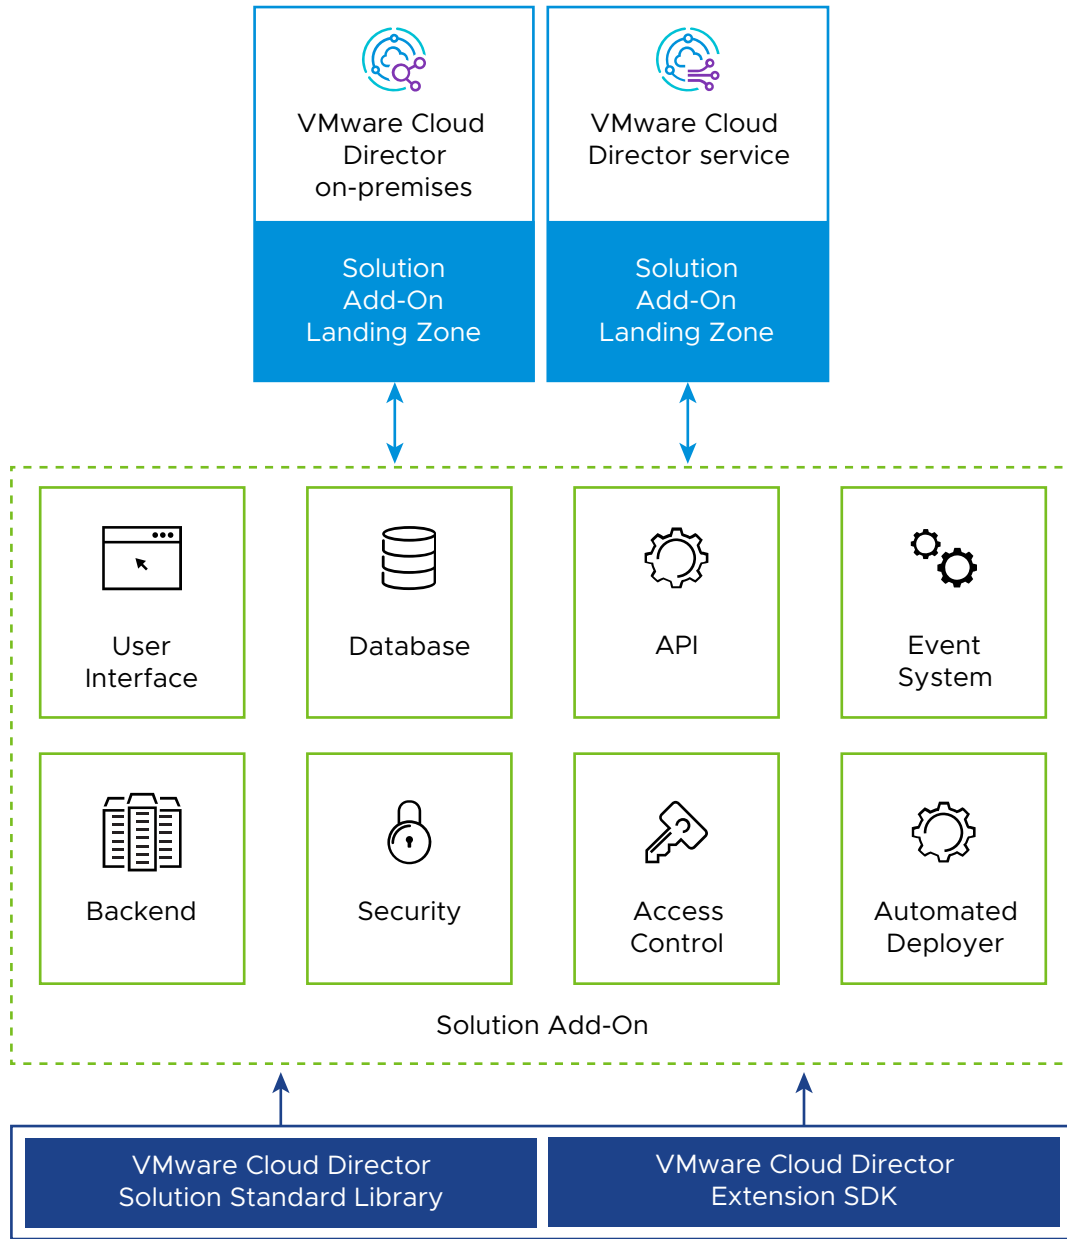 VMware Cloud
Director
on-premises
VMware Cloud
Director service
Solution
Add-On
Landing Zone
Solution
Add-On
Landing Zone
User
Interface
Database
API
Event
System
Backend
Security
Access
Control
Automated
Deployer
Solution Add-On
VMware Cloud Director
Solution Standard Library
VMware Cloud Director
Extension SDK